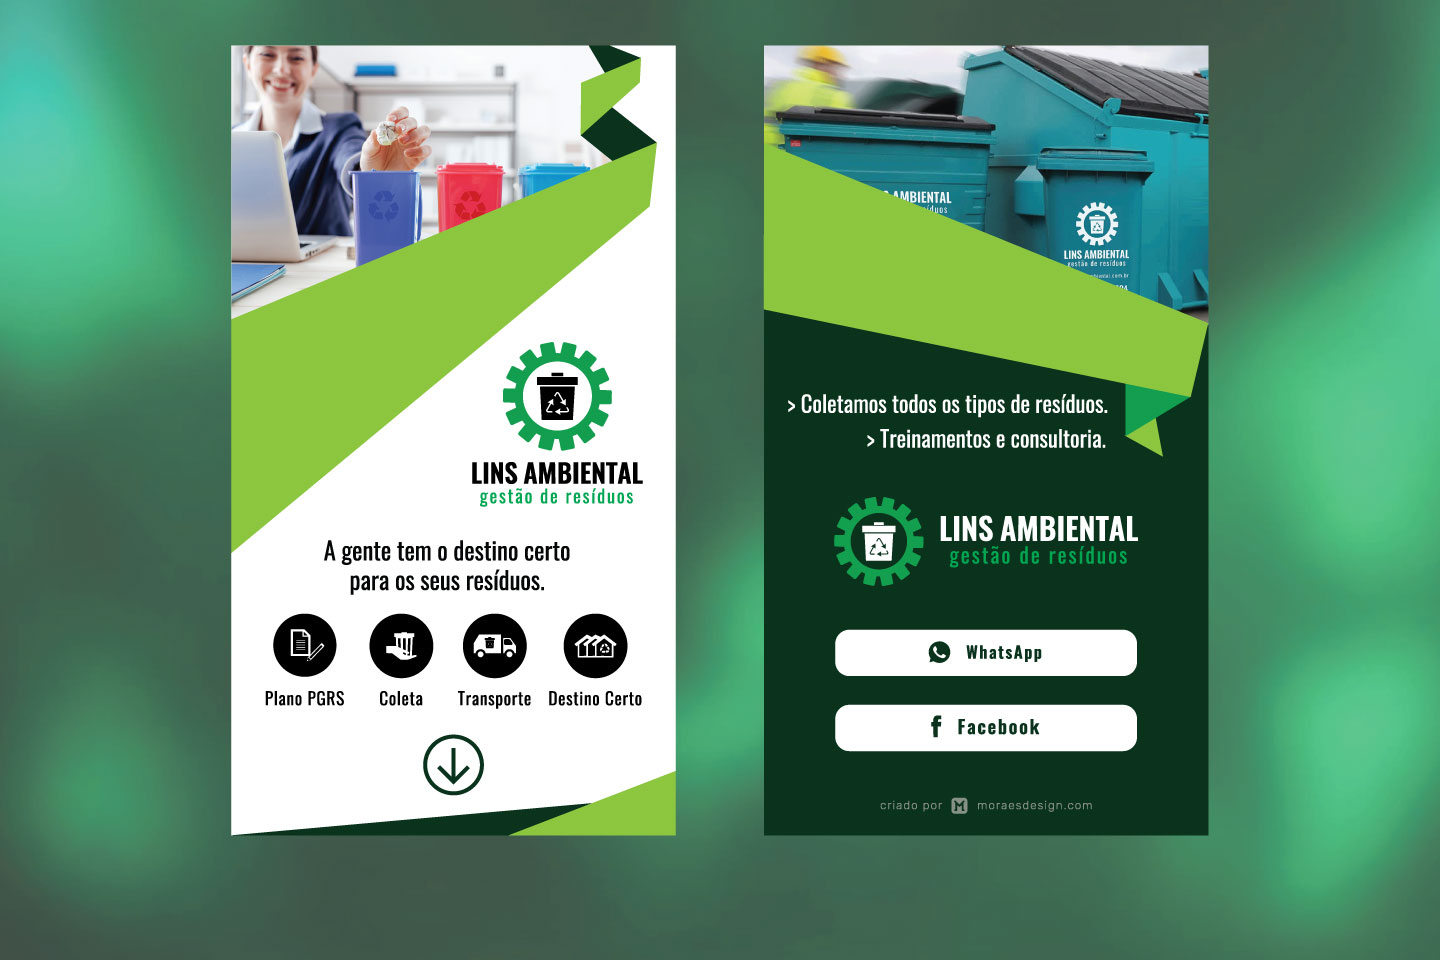 LINS AMBIENTAL
gestão de resíduos
A gente tem o destino certo
para os seus resíduos.
Plano PGRS
Coleta
Transporte
Destino Certo
AMBIENTAL
LINS AMBIENTAL
gestão de resíduos
> Coletamos todos os tipos de resíduos.
> Treinamentos e consultoria.
LINS AMBIENTAL
gestão de resíduos
WhatsApp
Facebook
criado por M moraesdesign.com